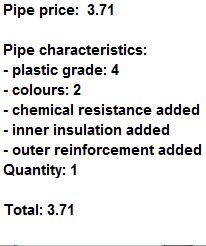 Pipe price:  3.71
Pipe characteristics:
- plastic grade: 4
- colours: 2
- chemical resistance added
- inner insulation added
- outer reinforcement added
Quantity: 1
Total: 3.71